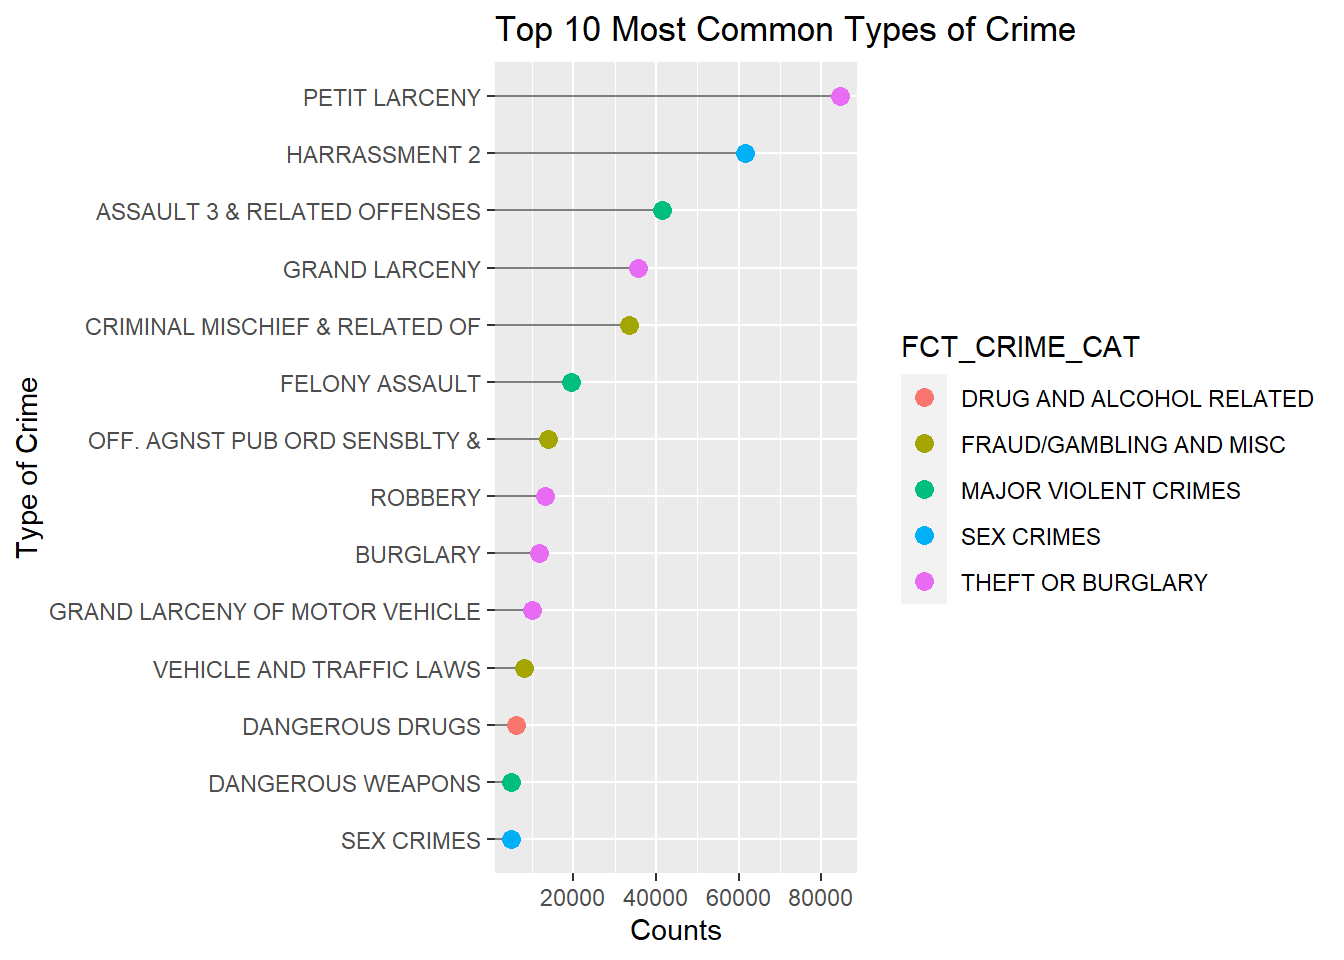 Top 10 Most Common Types of Crime
Type of Crime
PETIT LARCENY
HARRASSMENT 2
ASSAULT 3 & RELATED OFFENSES
GRAND LARCENY
CRIMINAL MISCHIEF & RELATED OF
FELONY ASSAULT
OFF. AGNST PUB ORD SENSBLTY &
ROBBERY
BURGLARY
GRAND LARCENY OF MOTOR VEHICLE
VEHICLE AND TRAFFIC LAWS
DANGEROUS DRUGS
DANGEROUS WEAPONS
SEX CRIMES
20000 40000 60000 80000
Counts
FCT_CRIME_CAT
DRUG AND ALCOHOL RELATED
FRAUD/GAMBLING AND MISC
MAJOR VIOLENT CRIMES
SEX CRIMES
THEFT OR BURGLARY